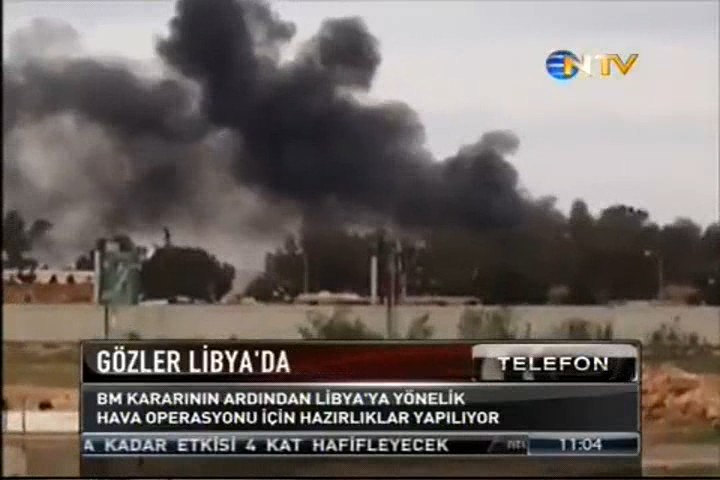 NTV
GÖZLER LİBYA'DA
TELEFON
BM KARARININ ARDINDAN LİBYA'YA YÖNELİK
HAVA OPERASYONU İÇİN HAZIRLIKLAR YAPILIYOR
A KADAR ETKİSİ 4 KAT HAFİFLEYECEK
11:04